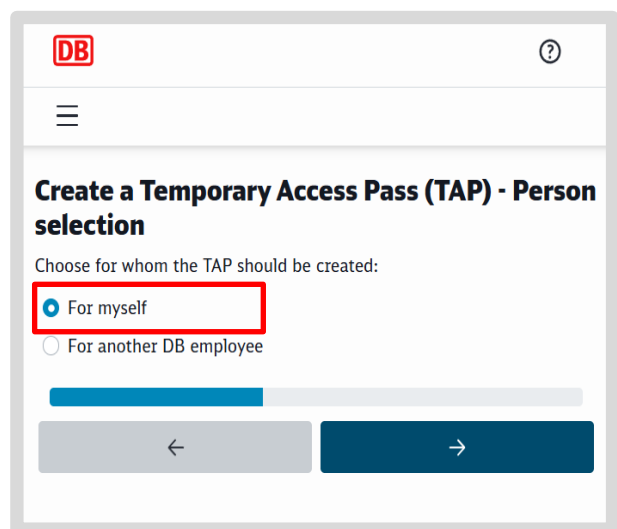 DB
Create a Temporary Access Pass (TAP) - Person
selection
Choose for whom the TAP should be created:
For myself
For another DB employee